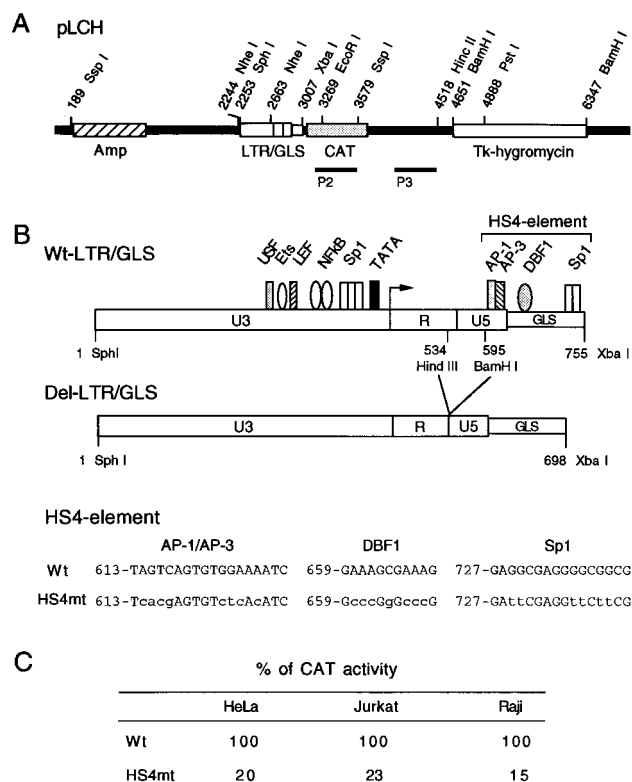 A
pLCH
189 Ssp I
2244 Nhe I
2253 Sph I
2663 Nhe I
3007 Xba I
3269 EcoR I
3579 Ssp I
4518 Hinc II
4651 BamH I
4888 Pst I
6347 BamH I
Amp
LTR/GLS
CAT
Tk-hygromycin
P2
P3
HS4-element
B
Wt-LTR/GLS
USF
Ets
LEF
NFkB
Sp1
TATA
AP-1
AP-3
DBF1
Sp1
U3
R
U5
GLS
1 SphI
534
Hind III
595
BamH I
755 Xba I
Del-LTR/GLS
U3
R
U5
GLS
1 Sph I
698 Xba I
HS4-element
AP-1/AP-3 DBF1 Sp1
Wt 613-TAGTCAGTGTGGAAAATC 659-GAAAGCGAAAG 727-GAGGCGAGGGGCGGCG
HS4mt 613-TcacgAGTGTctcAcATC 659-GcccGgGcccG 727-GAttCGAGGttCttCG
C
% of CAT activity
HeLa Jurkat Raji
Wt 100 100 100
HS4mt 20 23 15